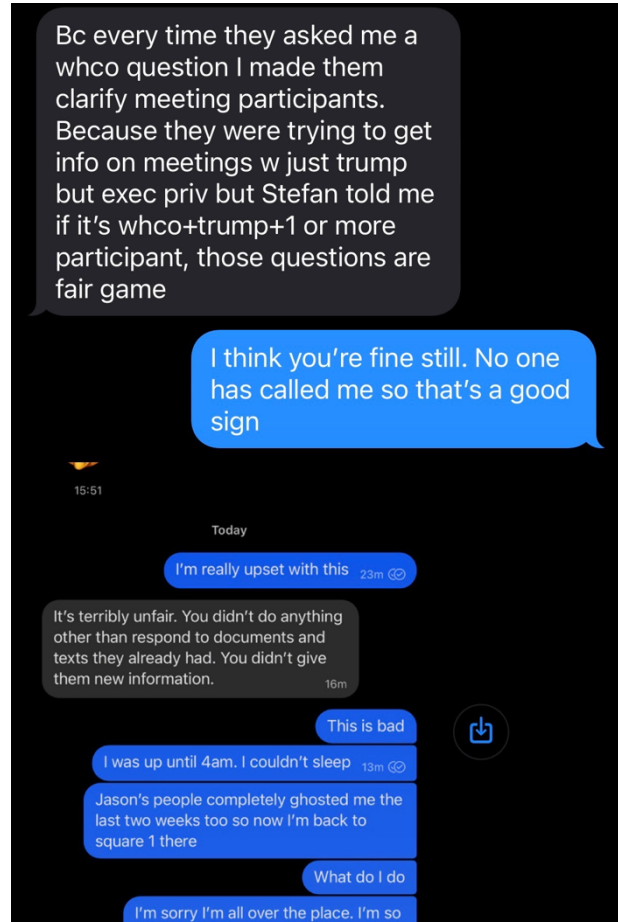 Bc every time they asked me a
whco question I made them
clarify meeting participants.
Because they were trying to get
info on meetings w just trump
but exec priv but Stefan told me
if it's whco+trump+1 or more
participant, those questions are
fair game
I think you're fine still. No one
has called me so that's a good
sign
15:51
Today
I'm really upset with this 23m
It's terribly unfair. You didn't do anything
other than respond to documents and
texts they already had. You didn't give
them new information.
16m
This is bad
I was up until 4am. I couldn't sleep 13m
Jason's people completely ghosted me the
last two weeks too so now I'm back to
square 1 there
What do I do
I'm sorry I'm all over the place. I'm so